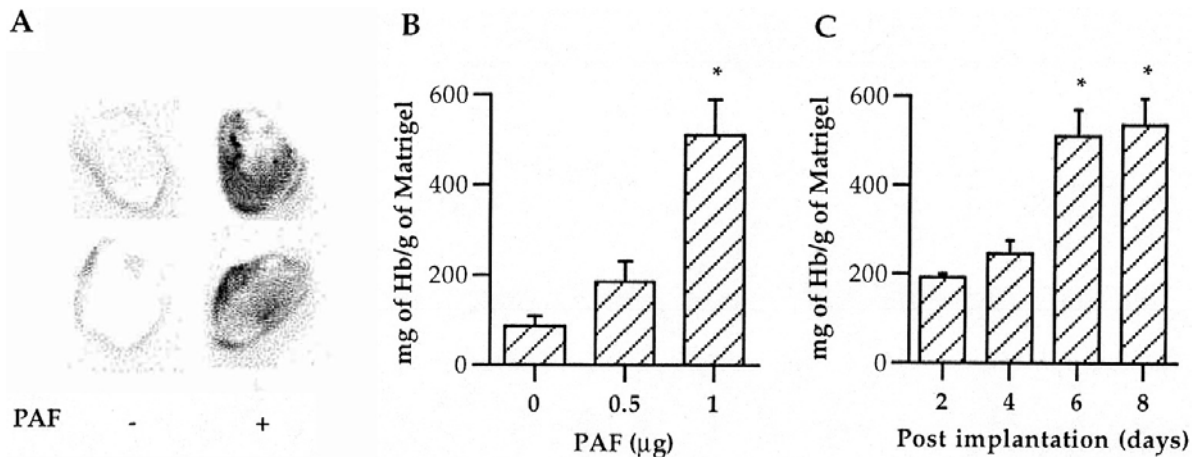 A
PAF - +
B
mg of Hb/g of Matrigel
600
400
200
0
*
0 0.5 1
PAF (μg)
C
mg of Hb/g of Matrigel
600
400
200
0
* *
2 4 6 8
Post implantation (days)